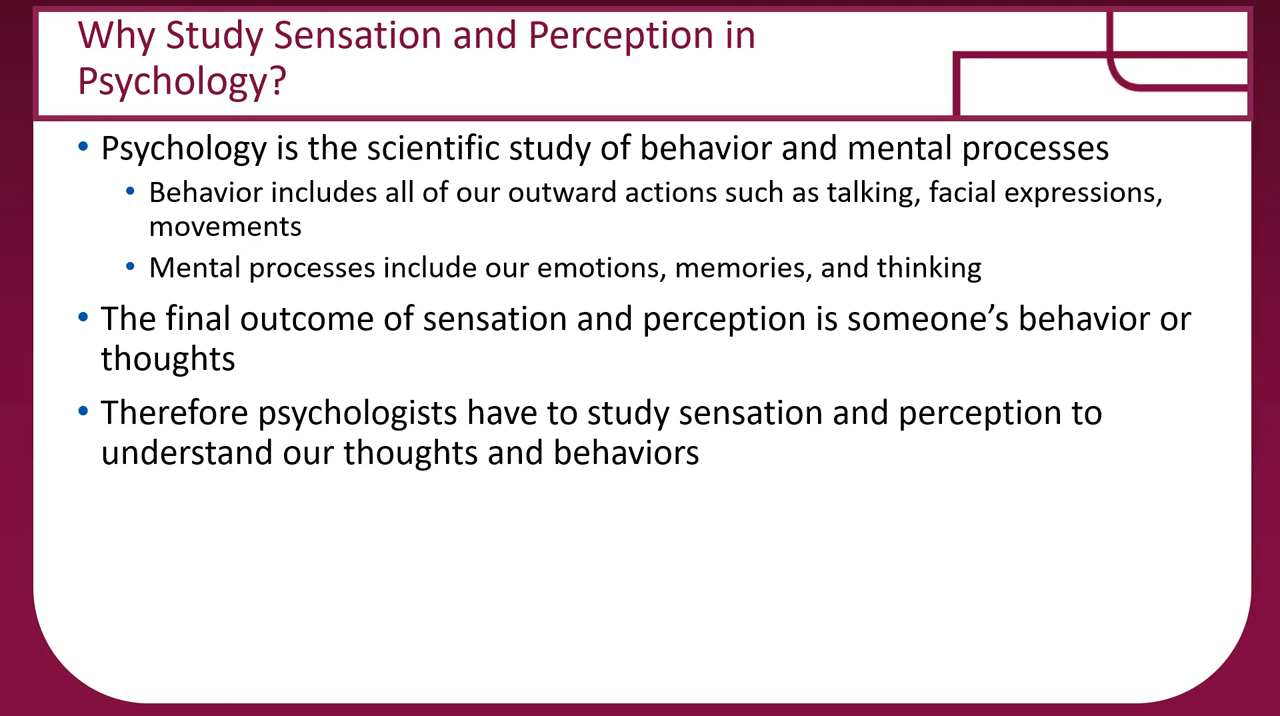 Why Study Sensation and Perception in
Psychology?
• Psychology is the scientific study of behavior and mental processes
• Behavior includes all of our outward actions such as talking, facial expressions,
movements
• Mental processes include our emotions, memories, and thinking
• The final outcome of sensation and perception is someone’s behavior or
thoughts
• Therefore psychologists have to study sensation and perception to
understand our thoughts and behaviors